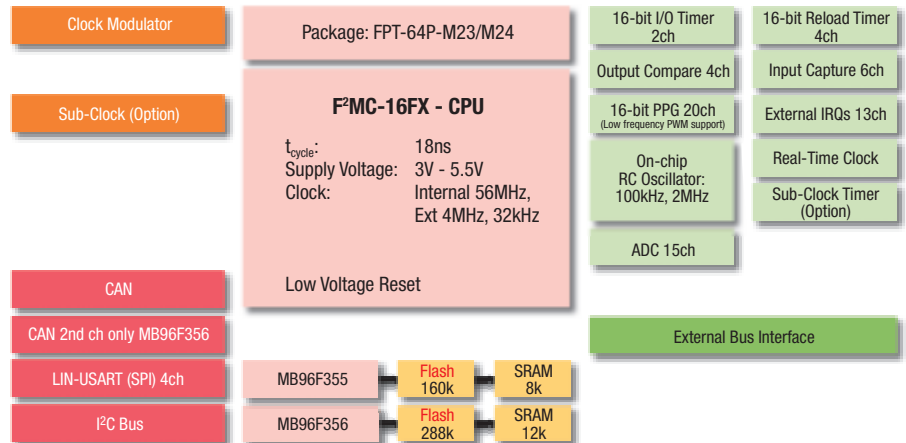 Clock Modulator
Sub-Clock (Option)
CAN
CAN 2nd ch only MB96F356
LIN-USART (SPI) 4ch
I²C Bus
Package: FPT-64P-M23/M24
F²MC-16FX - CPU
t_cycle: 18ns
Supply Voltage: 3V - 5.5V
Clock: Internal 56MHz,
Ext 4MHz, 32kHz
Low Voltage Reset
MB96F355
Flash
160k
SRAM
8k
MB96F356
Flash
288k
SRAM
12k
16-bit I/O Timer
2ch
Output Compare 4ch
16-bit PPG 20ch
(Low frequency PWM support)
On-chip
RC Oscillator:
100kHz, 2MHz
ADC 15ch
16-bit Reload Timer
4ch
Input Capture 6ch
External IRQs 13ch
Real-Time Clock
Sub-Clock Timer
(Option)
External Bus Interface